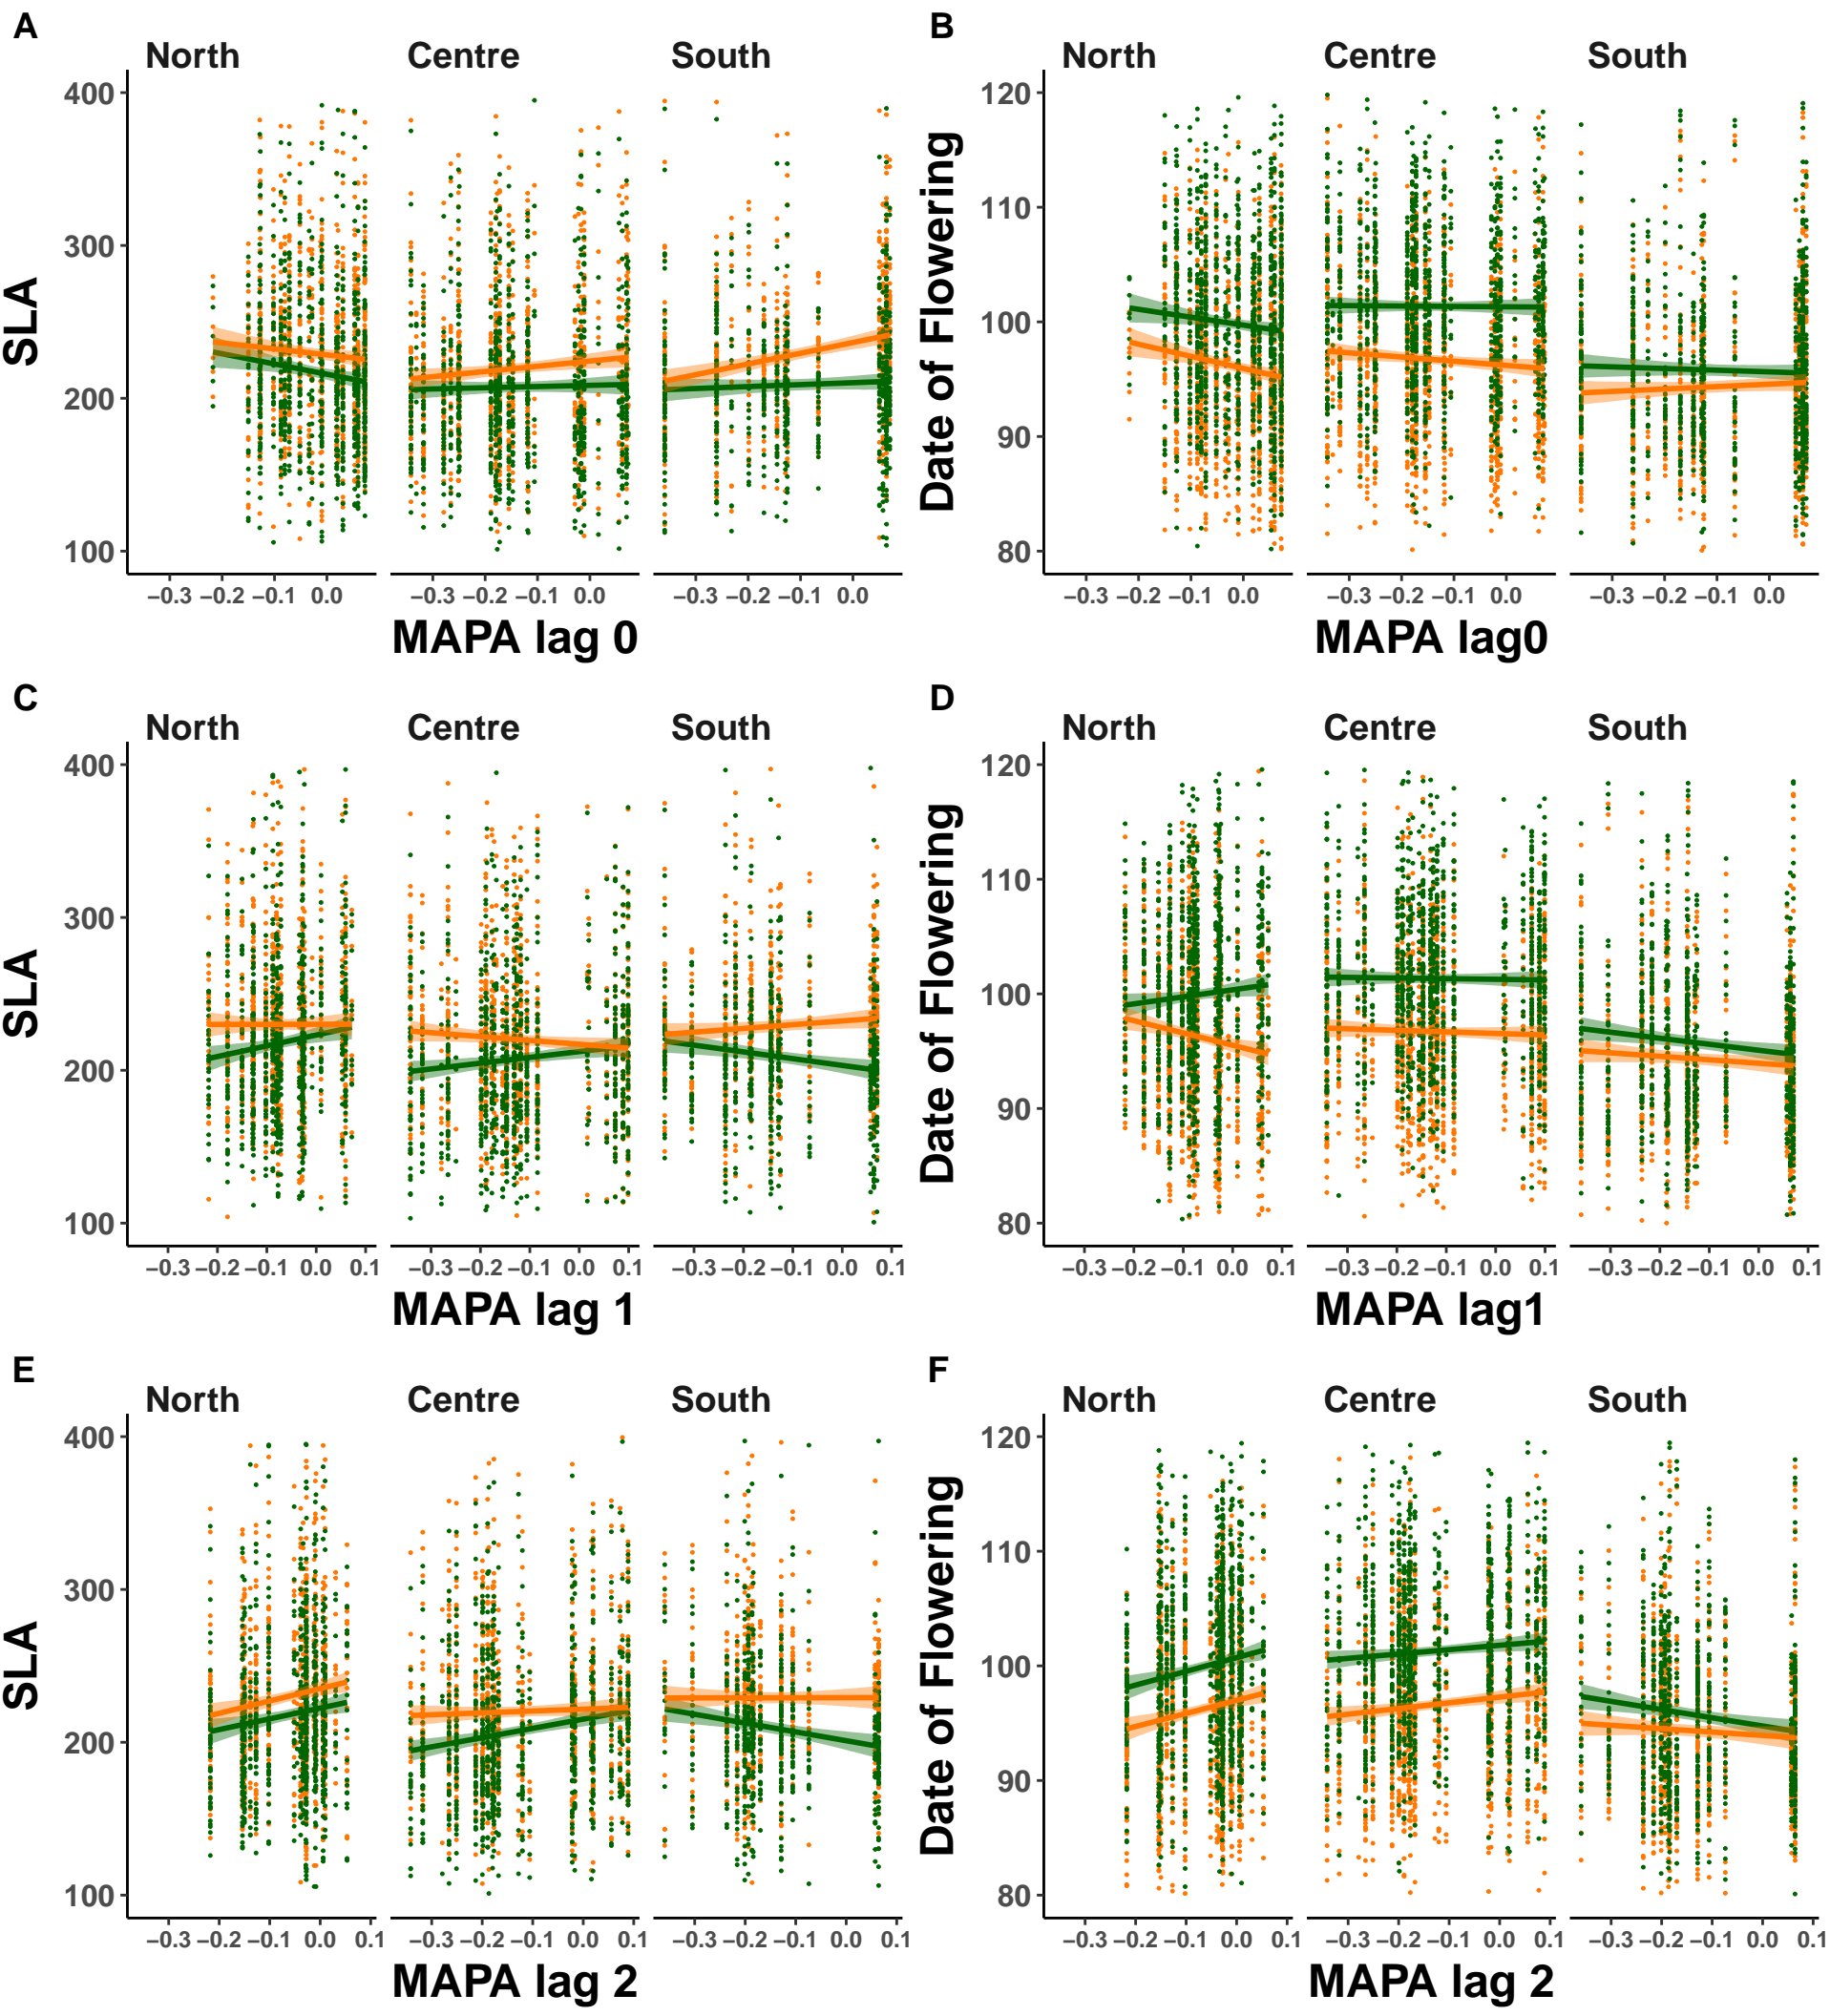 A
North Centre South
SLA
400
300
200
100
−0.3 −0.2 −0.1 0.0 −0.3 −0.2 −0.1 0.0 −0.3 −0.2 −0.1 0.0
MAPA lag 0
B
North Centre South
Date of Flowering
120
110
100
90
80
−0.3 −0.2 −0.1 0.0 −0.3 −0.2 −0.1 0.0 −0.3 −0.2 −0.1 0.0
MAPA lag0
C
North Centre South
SLA
400
300
200
100
−0.3 −0.2 −0.1 0.0 0.1 −0.3 −0.2 −0.1 0.0 0.1 −0.3 −0.2 −0.1 0.0 0.1
MAPA lag 1
D
North Centre South
Date of Flowering
120
110
100
90
80
−0.3 −0.2 −0.1 0.0 0.1 −0.3 −0.2 −0.1 0.0 0.1 −0.3 −0.2 −0.1 0.0 0.1
MAPA lag1
E
North Centre South
SLA
400
300
200
100
−0.3 −0.2 −0.1 0.0 0.1 −0.3 −0.2 −0.1 0.0 0.1 −0.3 −0.2 −0.1 0.0 0.1
MAPA lag 2
F
North Centre South
Date of Flowering
120
110
100
90
80
−0.3 −0.2 −0.1 0.0 0.1 −0.3 −0.2 −0.1 0.0 0.1 −0.3 −0.2 −0.1 0.0 0.1
MAPA lag 2